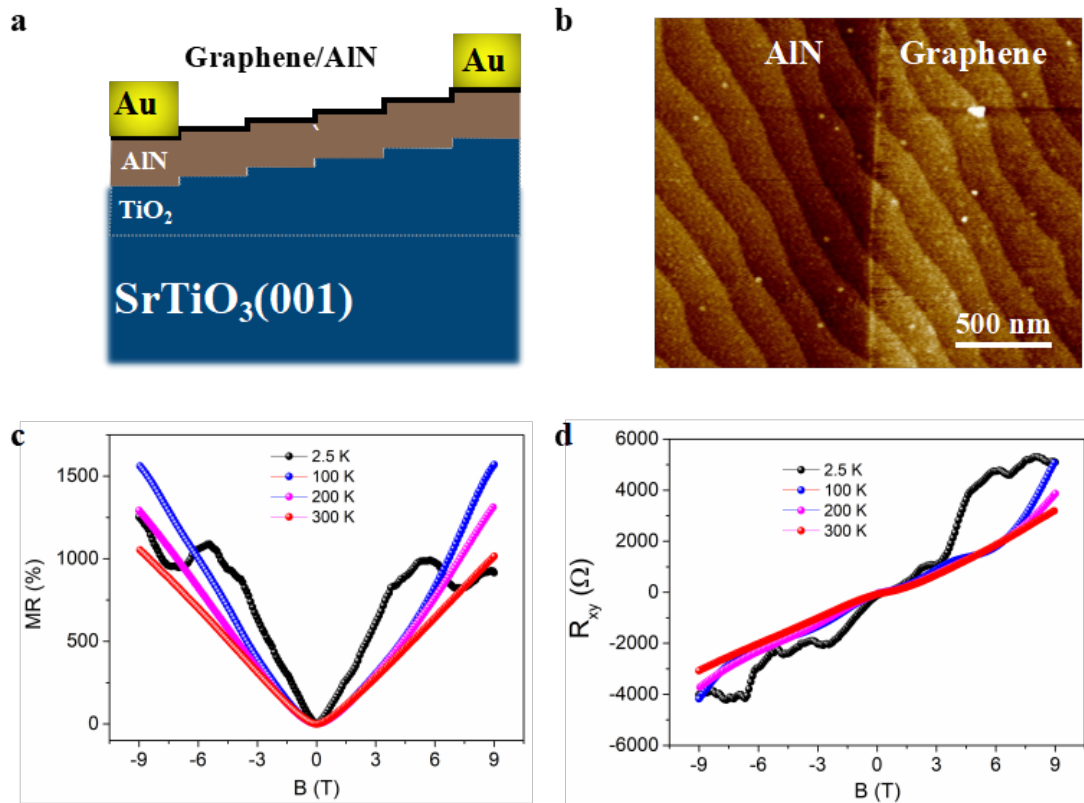 a
Graphene/AlN
Au
Au
AlN
TiO₂
SrTiO₃(001)
b
AlN
Graphene
500 nm
c
2.5 K
100 K
200 K
300 K
1500
1000
500
0
MR (%)
-9
-6
-3
0
3
6
9
B (T)
d
2.5 K
100 K
200 K
300 K
6000
4000
2000
0
-2000
-4000
-6000
Rxy (Ω)
-9
-6
-3
0
3
6
9
B (T)